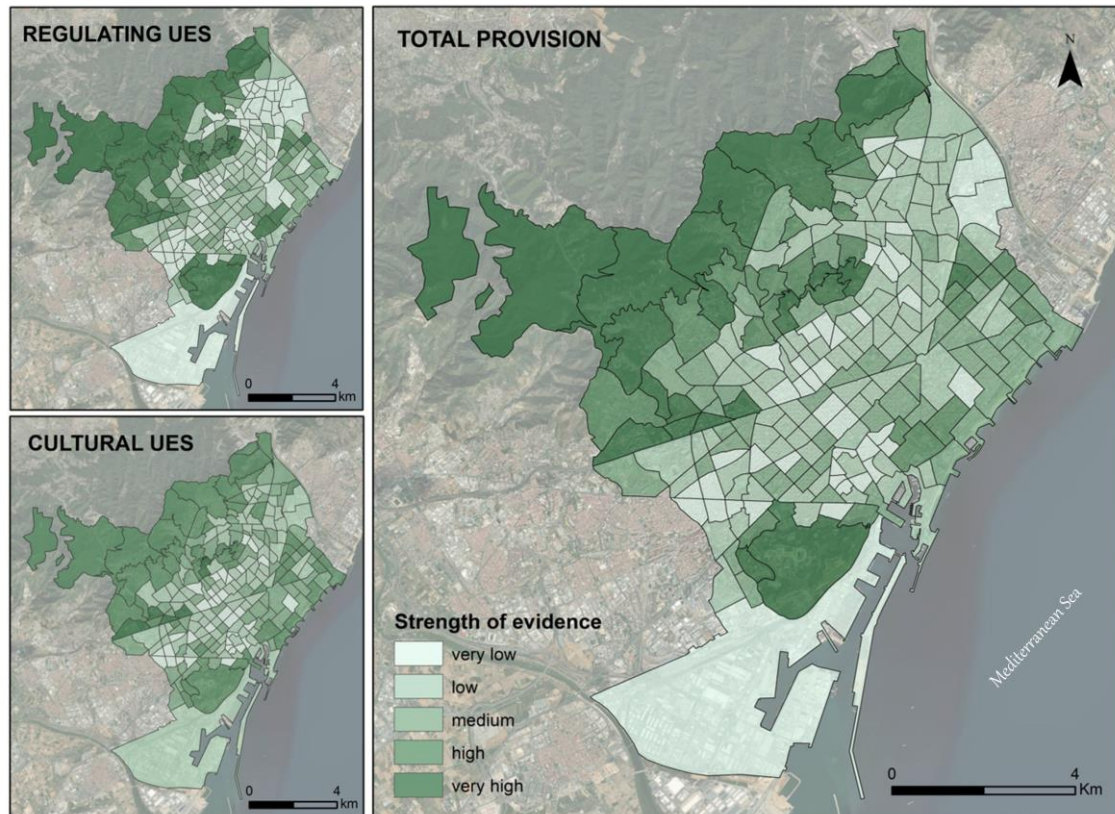 REGULATING UES
0 4
km
CULTURAL UES
0 4
km
TOTAL PROVISION
N
Mediterranean Sea
Strength of evidence
very low
low
medium
high
very high
0 4
Km